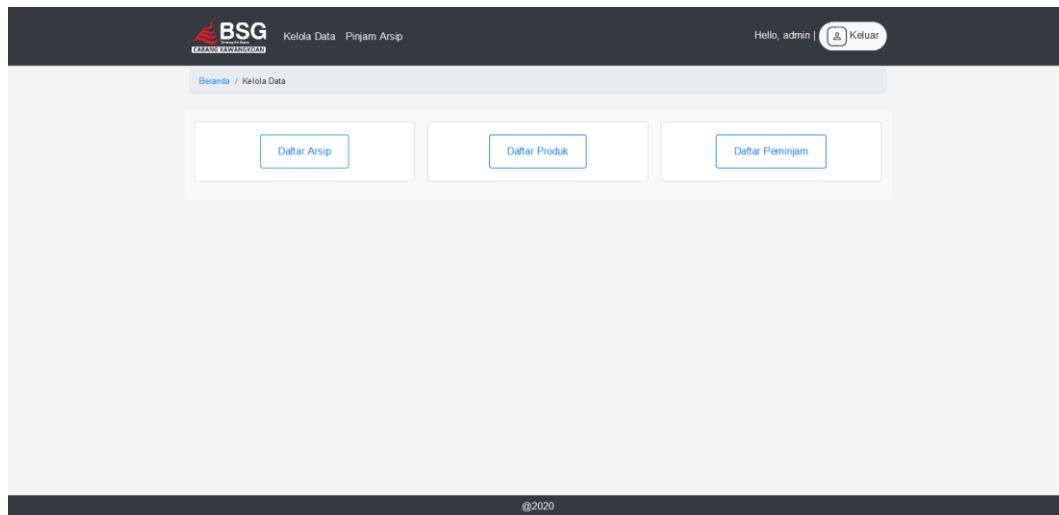 BSG
CABANG KAWANGKOAN
Kelola Data Pinjam Arsip
Hello, admin | Keluar
Beranda / Kelola Data
Daftar Arsip
Daftar Produk
Daftar Peminjam
@2020